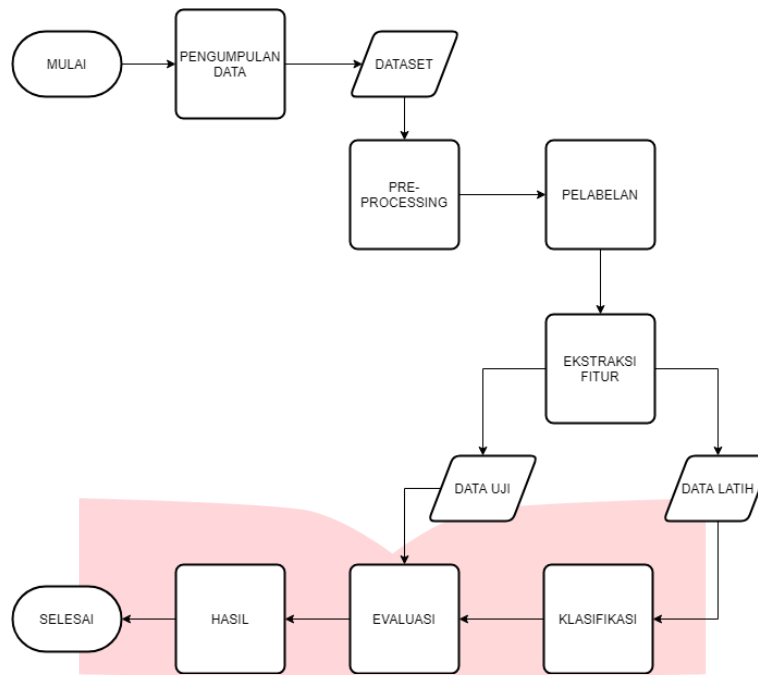 MULAI
PENGUMPULAN
DATA
DATASET
PRE-
PROCESSING
PELABELAN
EKSTRAKSI
FITUR
DATA UJI
DATA LATIH
SELESAI
HASIL
EVALUASI
KLASIFIKASI